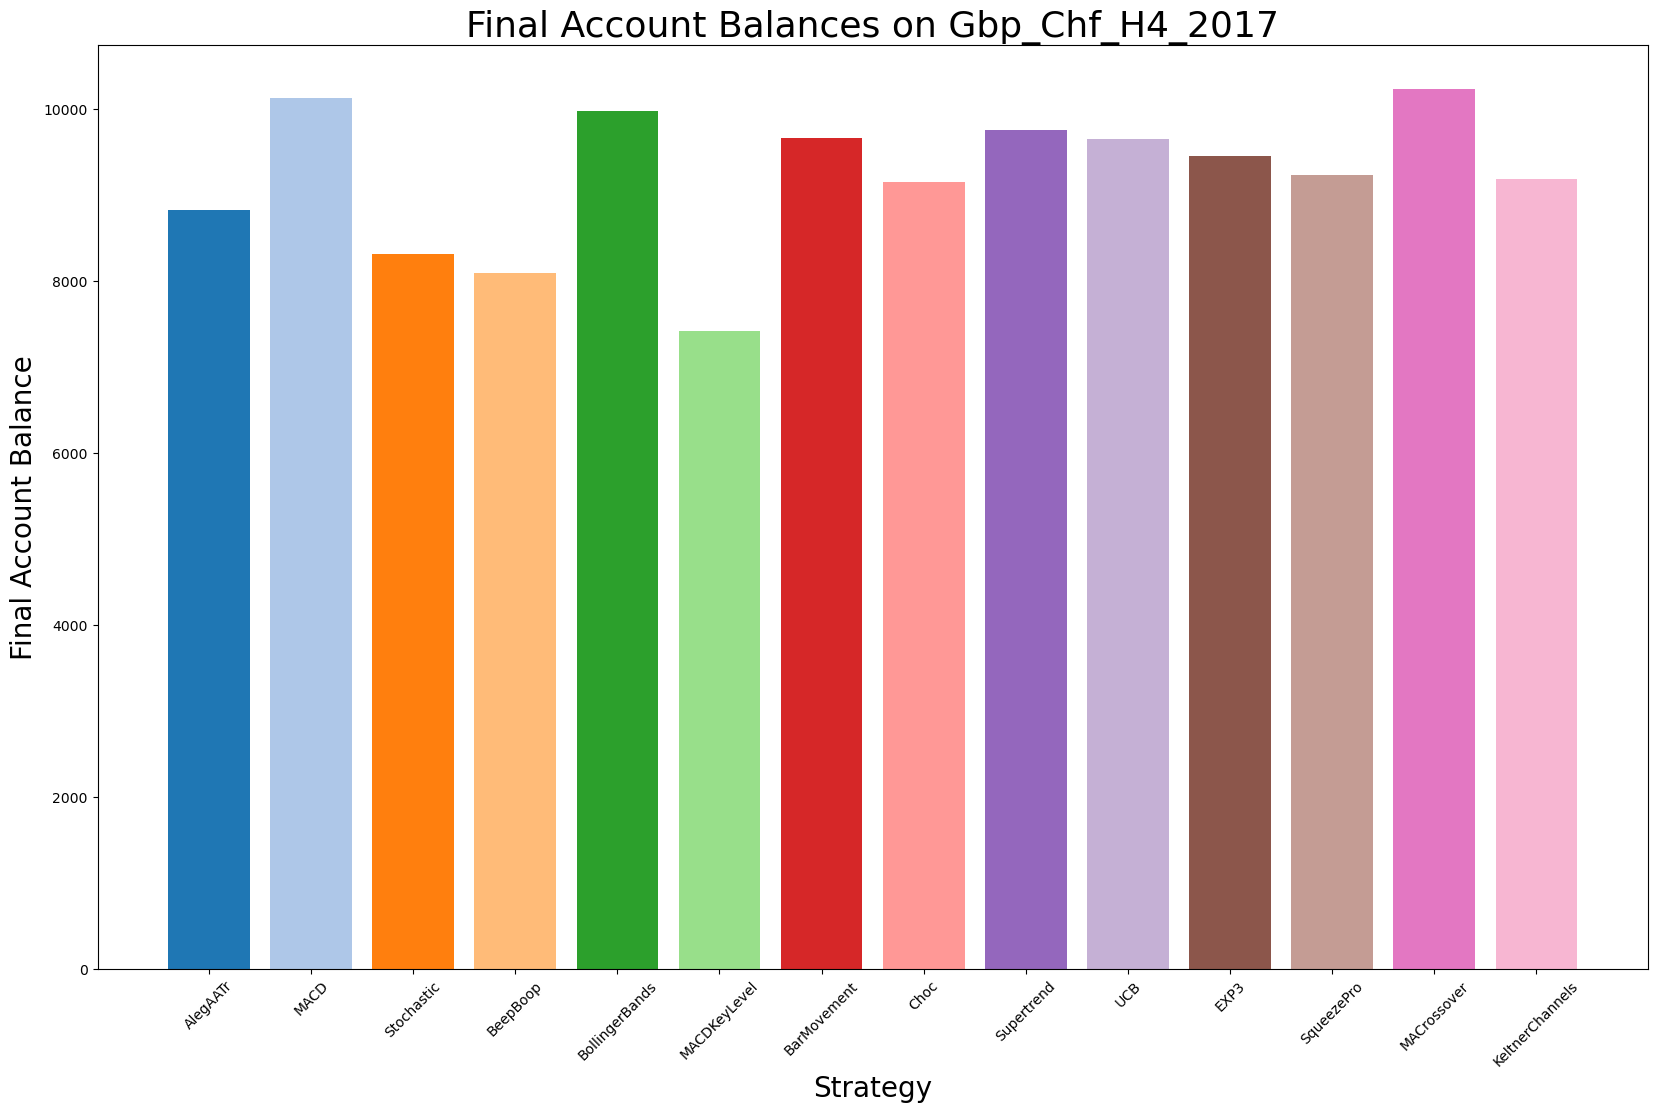 Final Account Balances on Gbp_Chf_H4_2017
Final Account Balance
10000
8000
6000
4000
2000
0
AlegAATr
MACD
Stochastic
BeepBoop
BollingerBands
MACDKeyLevel
BarMovement
Choc
Supertrend
UCB
EXP3
SqueezePro
MACrossover
KeltnerChannels
Strategy